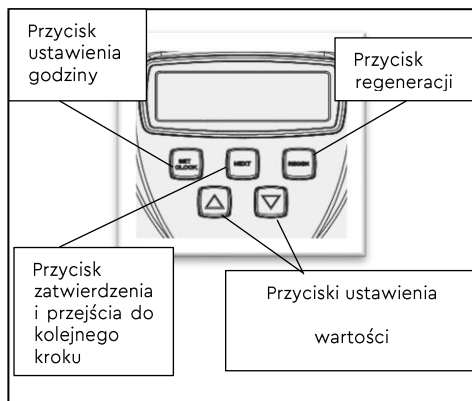 Przycisk
ustawienia
godziny
Przycisk
regeneracji
SET
CLOCK
NEXT
REGEN
Przycisk
zatwierdzenia
i przejścia do
kolejnego
kroku
Przyciski ustawienia
wartości